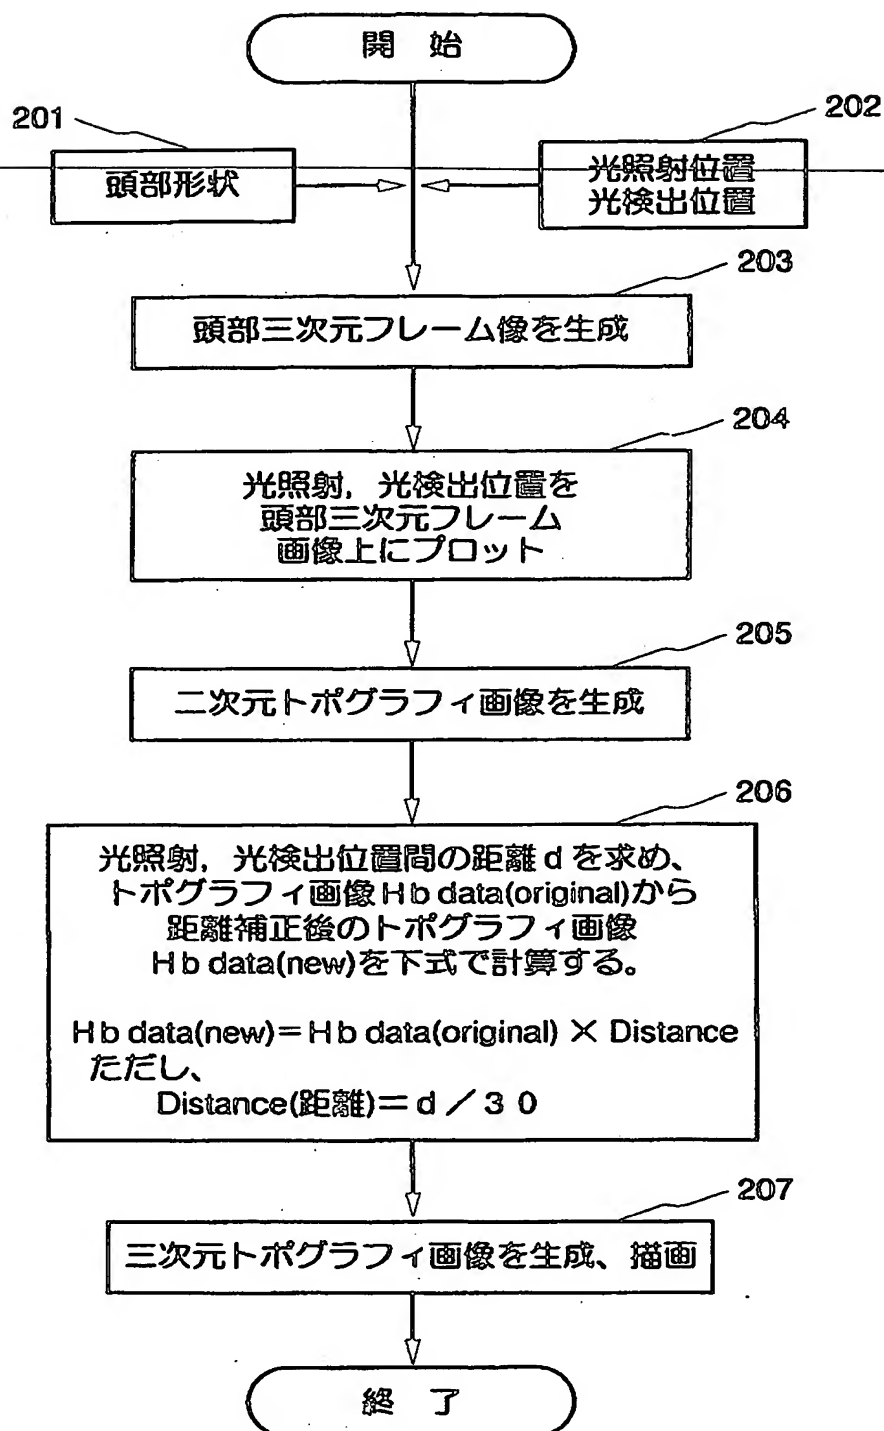 開 始
201
202
頭部形状
光照射位置
光検出位置
203
頭部三次元フレーム像を生成
204
光照射, 光検出位置を
頭部三次元フレーム
画像上にプロット
205
二次元トポグラフィ画像を生成
206
光照射, 光検出位置間の距離dを求め、
トポグラフィ画像Hb data(original)から
距離補正後のトポグラフィ画像
Hb data(new)を下式で計算する。
Hb data(new)=Hb data(original) × Distance
ただし、
Distance(距離)=d/30
207
三次元トポグラフィ画像を生成、描画
終 了